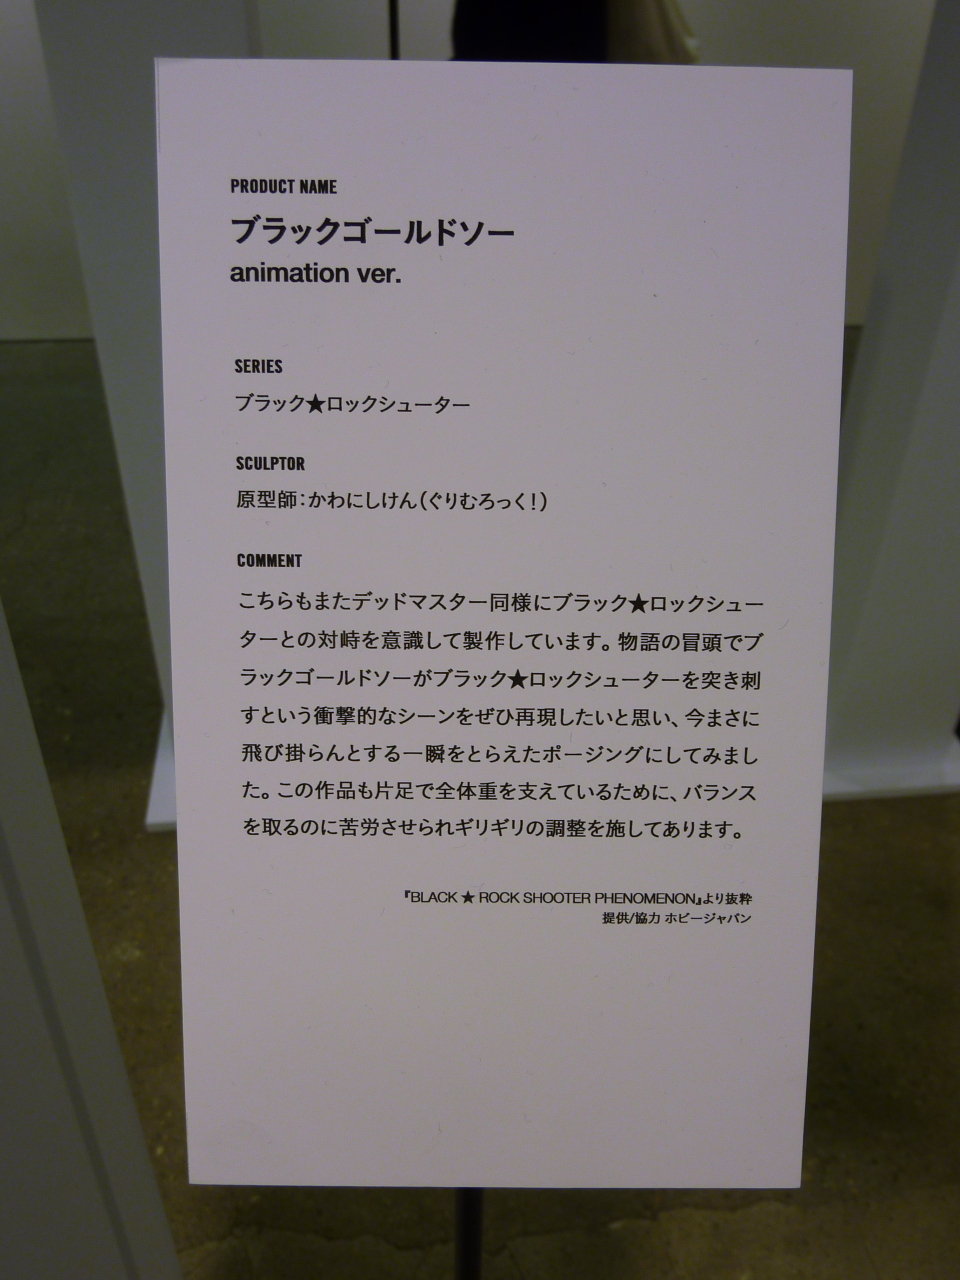 PRODUCT NAME
ブラックゴールドソー
animation ver.
SERIES
ブラック★ロックシューター
SCULPTOR
原型師：かわにしけん（ぐりむろっく！）
COMMENT
こちらもまたデッドマスター同様にブラック★ロックシュー
ターとの対峙を意識して製作しています。物語の冒頭でブ
ラックゴールドソーがブラック★ロックシューターを突き刺
すという衝撃的なシーンをぜひ再現したいと思い、今まさに
飛び掛らんとする一瞬をとらえたポージングにしてみまし
た。この作品も片足で全体重を支えているために、バランス
を取るのに苦労させられギリギリの調整を施してあります。
『BLACK ★ ROCK SHOOTER PHENOMENON』より抜粋
提供/協力 ホビージャパン